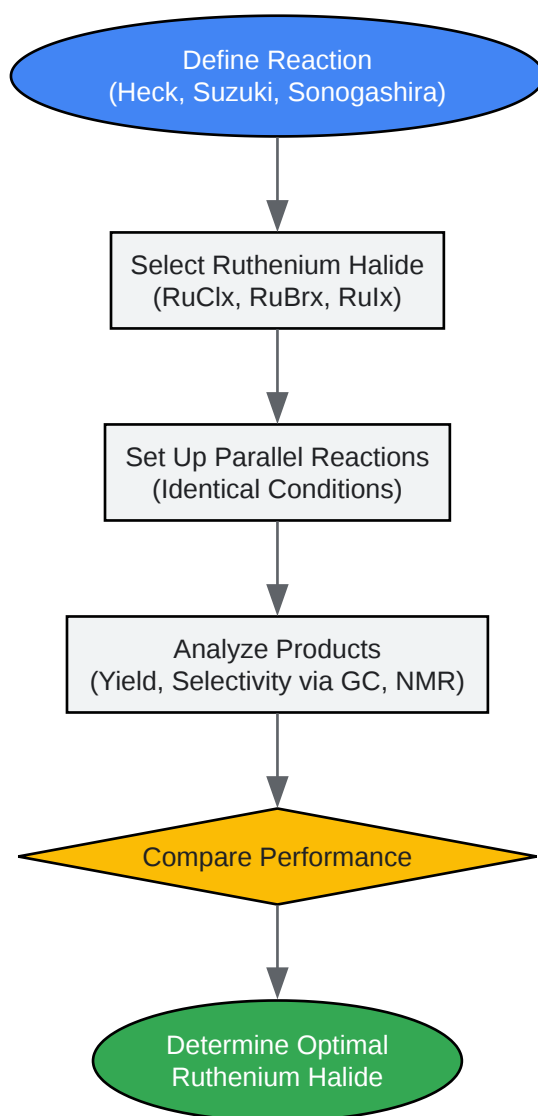 Define Reaction
(Heck, Suzuki, Sonogashira)
Select Ruthenium Halide
(RuClx, RuBrx, RuIx)
Set Up Parallel Reactions
(Identical Conditions)
Analyze Products
(Yield, Selectivity via GC, NMR)
Compare Performance
Determine Optimal
Ruthenium Halide